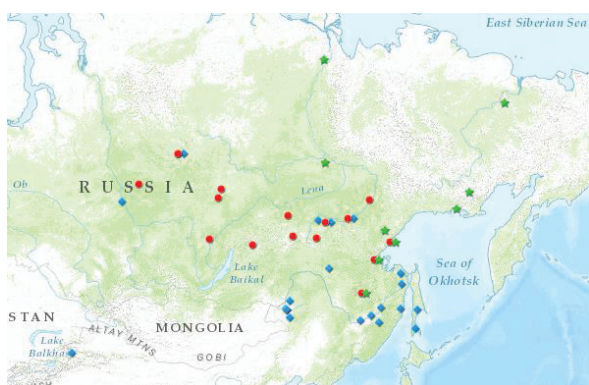 East Siberian Sea
Ob
RUSSIA
Lena
Lake
Baikal
Sea of
Okhotsk
STAN
Lake
Balkhash
ALTAY MTNS
MONGOLIA
GOBI